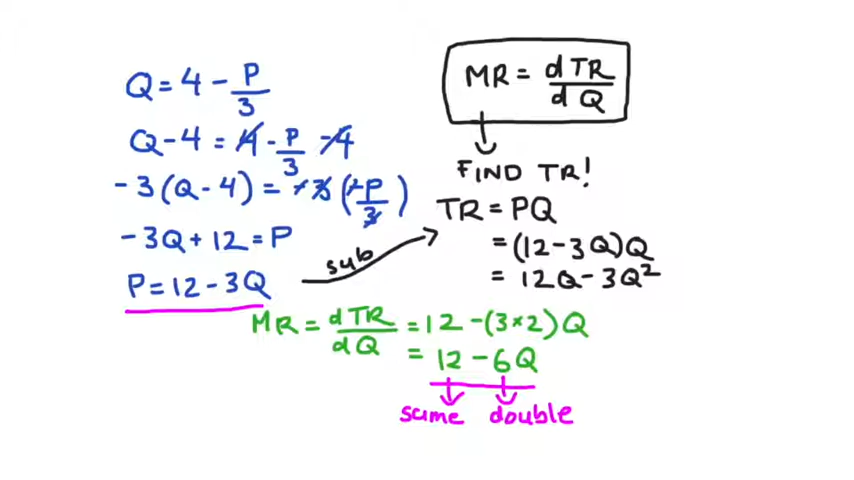 Q = 4 - P/3
Q - 4 = 4 - P/3 - 4
-3(Q - 4) = -3(-P/3)
-3Q + 12 = P
P = 12 - 3Q
sub
MR = dTR/dQ
FIND TR!
TR = PQ
= (12 - 3Q)Q
= 12Q - 3Q²
MR = dTR/dQ = 12 - (3×2)Q
= 12 - 6Q
same double